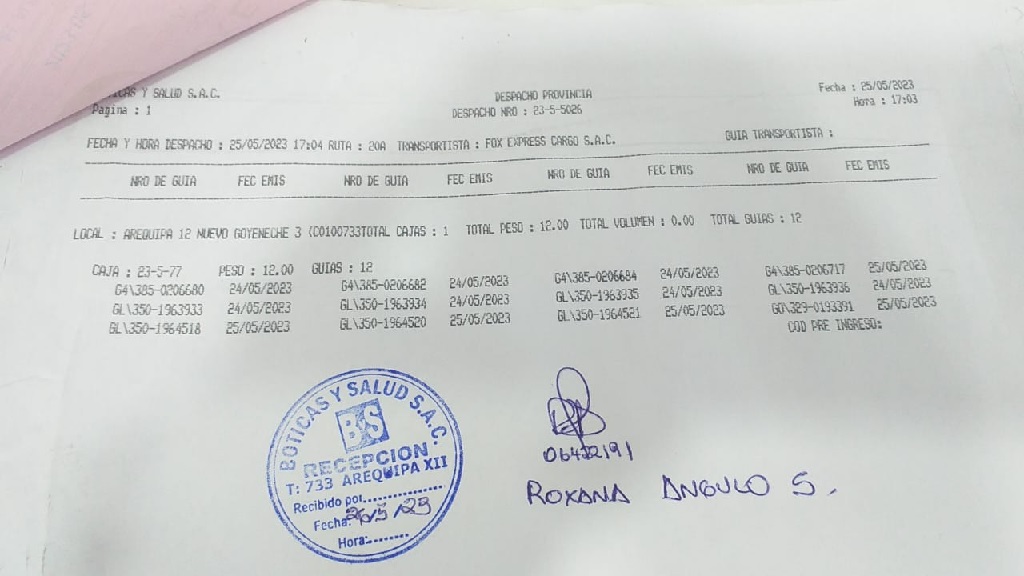 Y SALUD S.A.C.
DESPACHO PROVINCIA
Fecha : 25/05/2023
Pagina : 1
DESPACHO NRO : 23-5-5026
Hora : 17:03
FECHA Y HORA DESPACHO : 25/05/2023 17:04 RUTA : 20A TRANSPORTISTA : FOX EXPRESS CARGO S.A.C. GUIA TRANSPORTISTA :
NRO DE GUIA FEC EMIS NRO DE GUIA FEC EMIS NRO DE GUIA FEC EMIS NRO DE GUIA FEC EMIS
LOCAL : AREQUIPA 12 NUEVO GOYENECHE 3 (C0100733TOTAL CAJAS : 1 TOTAL PESO : 12.00 TOTAL VOLUMEN : 0.00 TOTAL GUIAS : 12
CAJA : 23-5-77 PESO : 12.00 GUIAS : 12
G4\385-0206680 24/05/2023 G4\385-0206682 24/05/2023 G4\385-0206684 24/05/2023 G4\385-0206717 25/05/2023
GL\350-1963933 24/05/2023 GL\350-1963934 24/05/2023 GL\350-1963935 24/05/2023 GL\350-1963936 24/05/2023
GL\350-1964518 25/05/2023 GL\350-1964520 25/05/2023 GL\350-1964521 25/05/2023 GO\329-0193391 25/05/2023
COD PRE INGRESO:
BOTICAS Y SALUD S.A.C.
BS
RECEPCION
T: 733 AREQUIPA XII
Recibido por
Fecha: 26/5/23
Hora:
ROXANA ANGULO S.